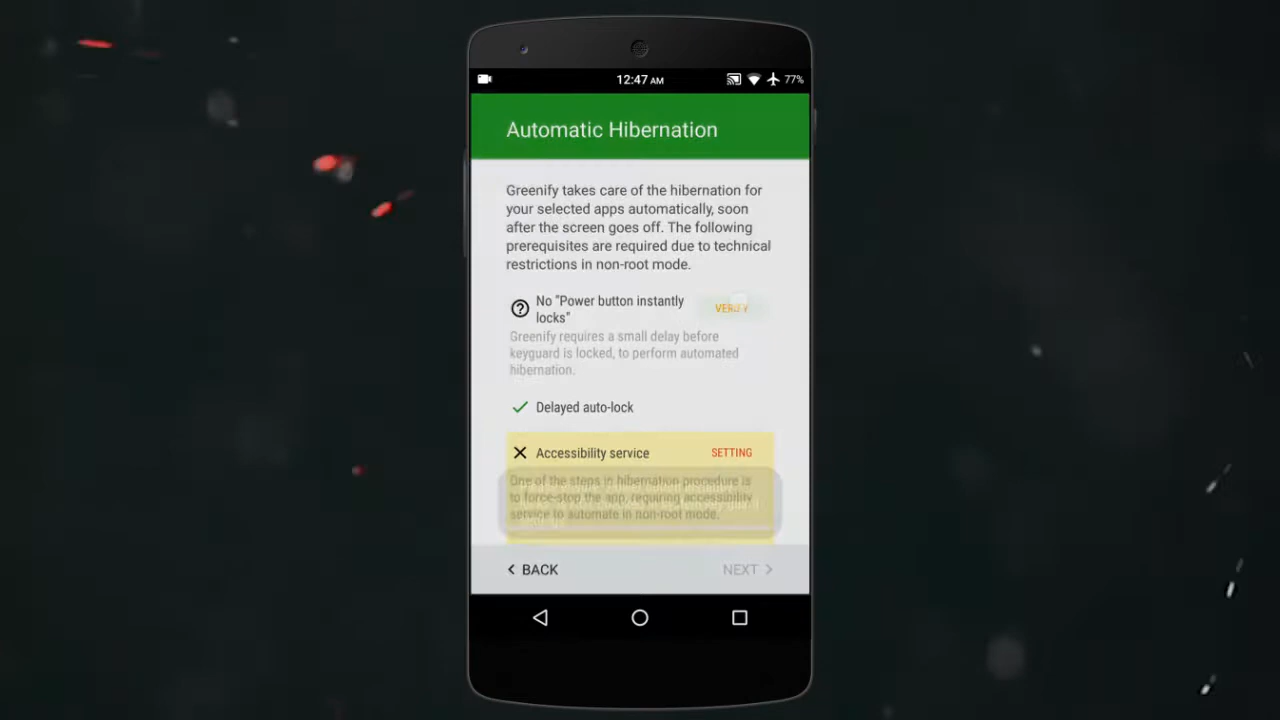 12:47 AM
77%
Automatic Hibernation
Greenify takes care of the hibernation for
your selected apps automatically, soon
after the screen goes off. The following
prerequisites are required due to technical
restrictions in non-root mode.
No "Power button instantly
locks"
VERIFY
Greenify requires a small delay before
keyguard is locked, to perform automated
hibernation.
Delayed auto-lock
Accessibility service
SETTING
One of the steps in hibernation procedure is
to force-stop the app, requiring accessibility
service to automate in non-root mode.
BACK
NEXT